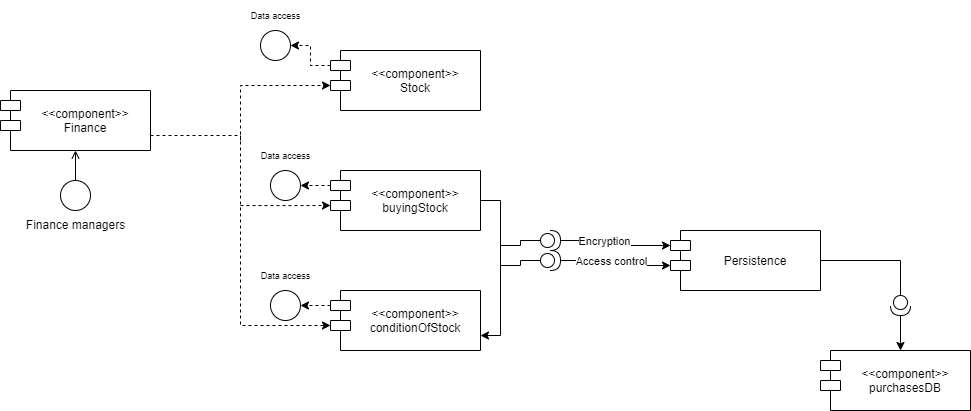 Data access
<<component>>
Stock
<<component>>
Finance
Finance managers
Data access
<<component>>
buyingStock
Encryption
Access control
Persistence
Data access
<<component>>
conditionOfStock
<<component>>
purchasesDB